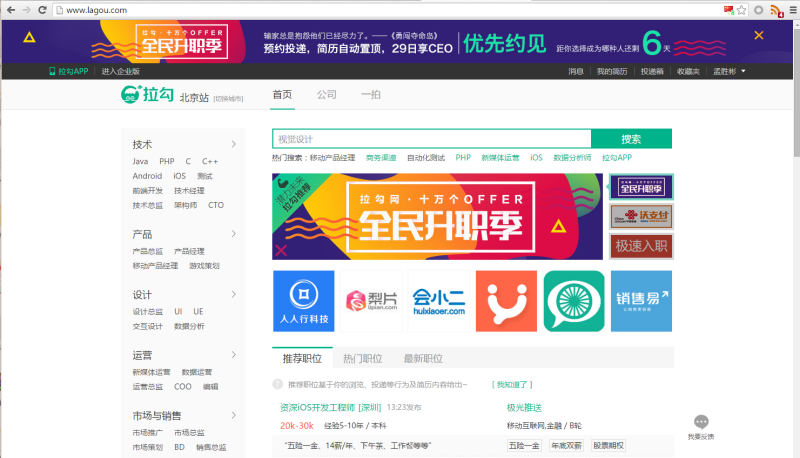 www.lagou.com
4
拉勾网·十万个OFFER
全民升职季
输家总是抱怨他们已经尽力了。——《勇闯夺命岛》
预约投递，简历自动置顶，29日享CEO
优先约见
距你选择成为哪种人还剩 6 天
拉勾APP 进入企业版 消息 我的简历 投递箱 收藏夹 孟胜彬
拉勾 北京站 [切换城市] 首页 公司 一拍
技术
Java PHP C C++
Android iOS 测试
前端开发 技术经理
技术总监 架构师 CTO
产品
产品总监 产品经理
移动产品经理 游戏策划
设计
设计总监 UI UE
交互设计 数据分析
运营
新媒体运营 数据运营
运营总监 COO 编辑
市场与销售
市场推广 市场总监
市场策划 BD 销售总监
视觉设计 搜索
热门搜索：移动产品经理 商务渠道 自动化测试 PHP 新媒体运营 iOS 数据分析师 拉勾APP
潜力未来
拉勾推荐
拉勾网·十万个OFFER
全民升职季
全民升职季
沃支付
极速入职
人人行科技
梨片
lipian.com
会小二
huixiaoer.com
销售易
推荐职位 热门职位 最新职位
推荐职位基于你的浏览、投递等行为及简历内容给出~ [ 我知道了 ]
资深iOS开发工程师 [深圳] 13:23发布 极光推送
20k-30k 经验5-10年 / 本科 移动互联网,金融 / B轮
“五险一金、14薪/年、下午茶、工作餐等等” 五险一金 年底双薪 股票期权
我要反馈